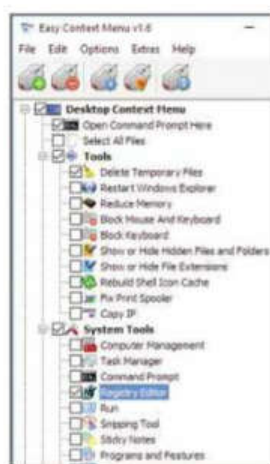 Easy Context Menu v1.6
File Edit Options Extras Help
Desktop Context Menu
Open Command Prompt Here
Select All Files
Tools
Delete Temporary Files
Restart Windows Explorer
Reduce Memory
Block Mouse And Keyboard
Block Keyboard
Show or Hide Hidden Files and Folders
Show or Hide File Extensions
Rebuild Shell Icon Cache
Fix Print Spooler
Copy IP
System Tools
Computer Management
Task Manager
Command Prompt
Registry Editor
Run
Snipping Tool
Sticky Notes
Programs and Features